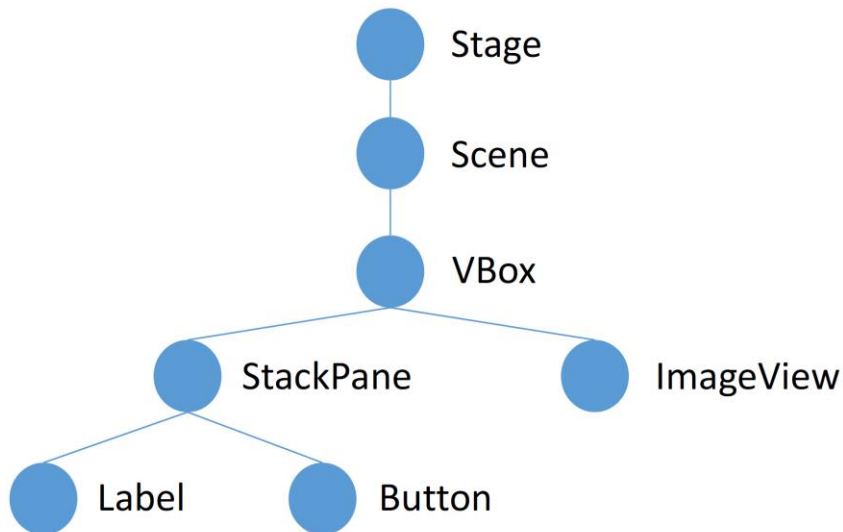 Stage
Scene
VBox
StackPane
ImageView
Label
Button